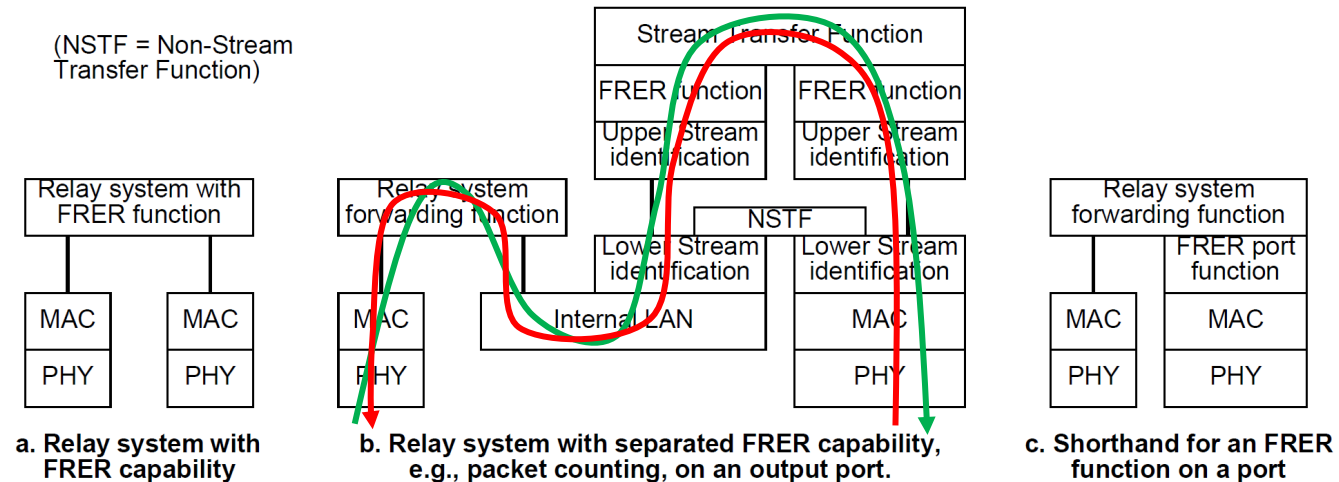 (NSTF = Non-Stream
Transfer Function)
Stream Transfer Function
FRER function
FRER function
Upper Stream
identification
Upper Stream
identification
Relay system with
FRER function
Relay system
forwarding function
NSTF
Relay system
forwarding function
Lower Stream
identification
Lower Stream
identification
FRER port
function
MAC
MAC
MAC
Internal LAN
MAC
MAC
MAC
PHY
PHY
PHY
PHY
PHY
PHY
a. Relay system with
FRER capability
b. Relay system with separated FRER capability,
e.g., packet counting, on an output port.
c. Shorthand for an FRER
function on a port